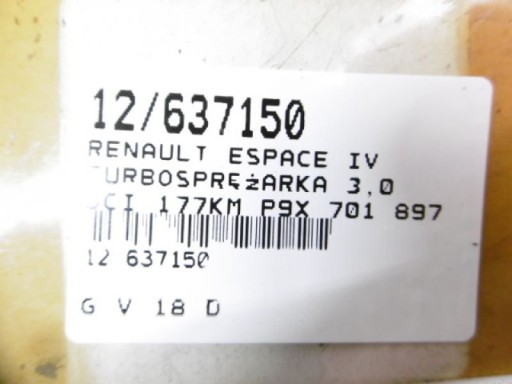 12/637150
RENAULT ESPACE IV
TURBOSPRĘŻARKA 3,0
DCI 177KM P9X 701 897
12 637150
G V 18 D